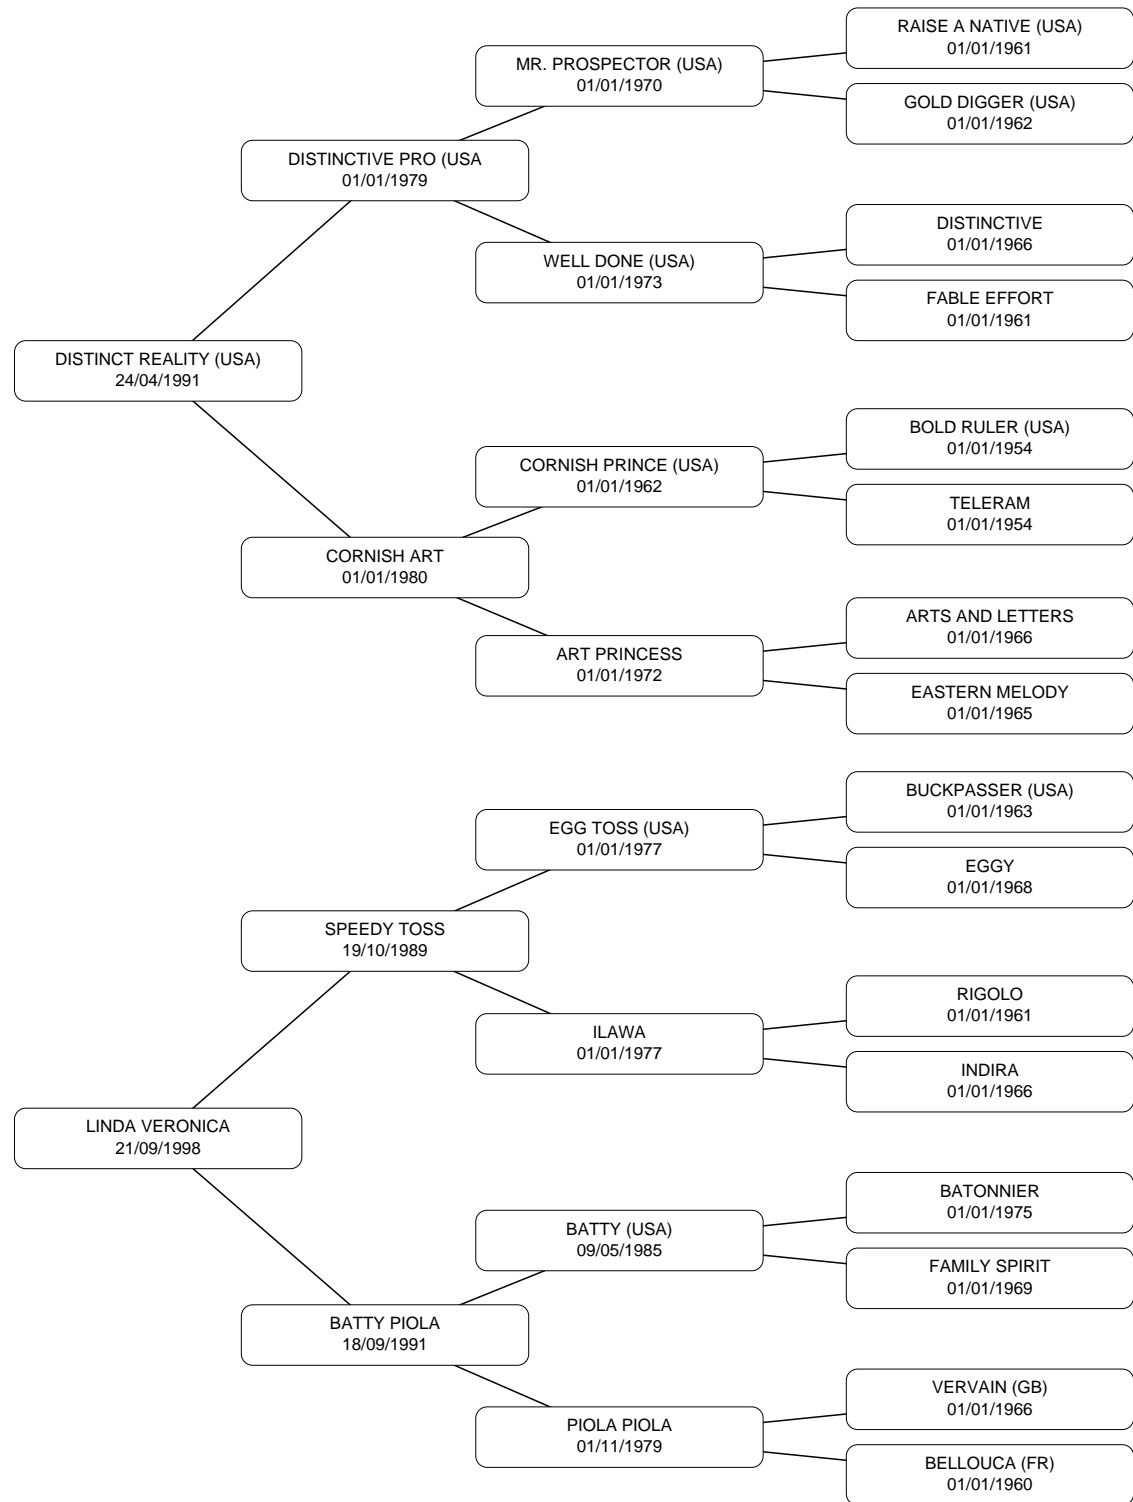 RAISE A NATIVE (USA)
01/01/1961
MR. PROSPECTOR (USA)
01/01/1970
GOLD DIGGER (USA)
01/01/1962
DISTINCTIVE PRO (USA
01/01/1979
DISTINCTIVE
01/01/1966
WELL DONE (USA)
01/01/1973
FABLE EFFORT
01/01/1961
DISTINCT REALITY (USA)
24/04/1991
BOLD RULER (USA)
01/01/1954
CORNISH PRINCE (USA)
01/01/1962
TELERAM
01/01/1954
CORNISH ART
01/01/1980
ARTS AND LETTERS
01/01/1966
ART PRINCESS
01/01/1972
EASTERN MELODY
01/01/1965
BUCKPASSER (USA)
01/01/1963
EGG TOSS (USA)
01/01/1977
EGGY
01/01/1968
SPEEDY TOSS
19/10/1989
RIGOLO
01/01/1961
ILAWA
01/01/1977
INDIRA
01/01/1966
LINDA VERONICA
21/09/1998
BATONNIER
01/01/1975
BATTY (USA)
09/05/1985
FAMILY SPIRIT
01/01/1969
BATTY PIOLA
18/09/1991
VERVAIN (GB)
01/01/1966
PIOLA PIOLA
01/11/1979
BELLOUCA (FR)
01/01/1960